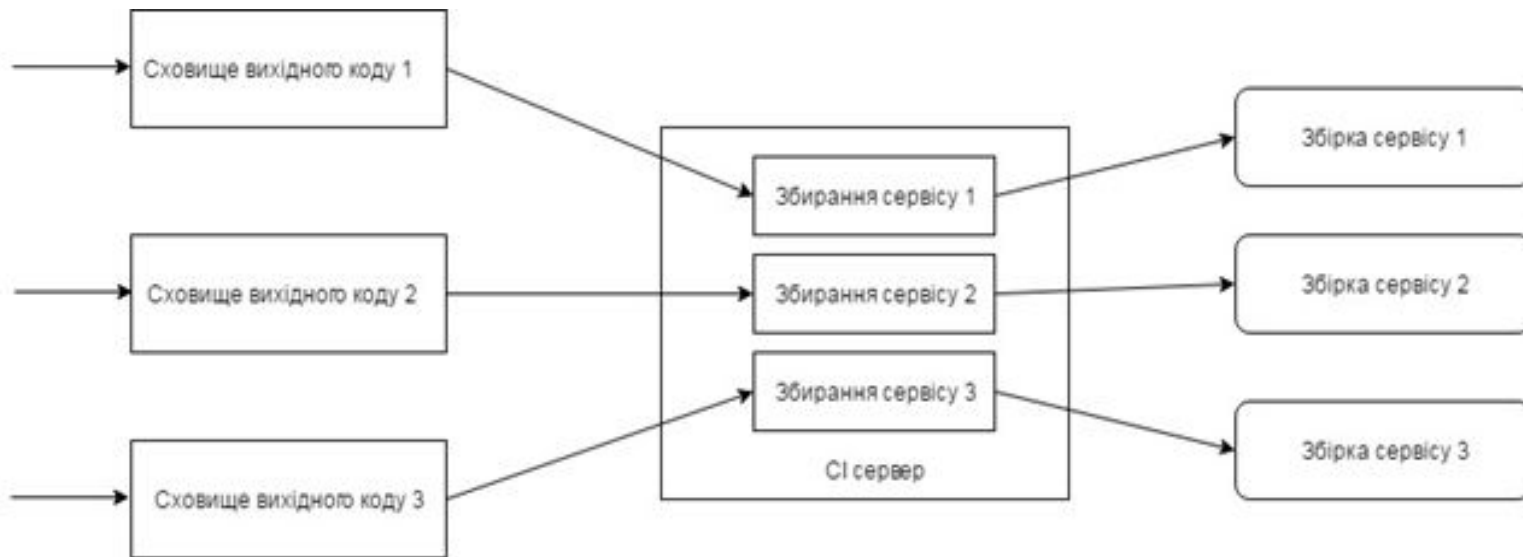 Сховище вихідного коду 1
Збірка сервісу 1
Збирання сервісу 1
Сховище вихідного коду 2
Збирання сервісу 2
Збірка сервісу 2
Збирання сервісу 3
Збірка сервісу 3
CI сервер
Сховище вихідного коду 3